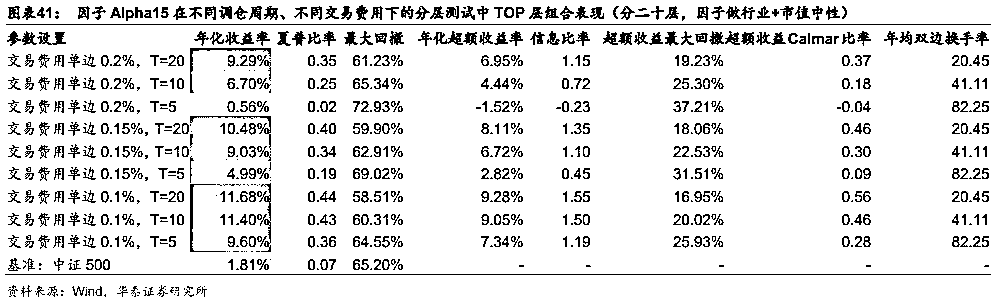 图表41： 因子 Alpha15 在不同调仓周期、不同交易费用下的分层测试中 TOP 层组合表现（分二十层，因子做行业+市值中性）
参数设置 年化收益率 夏普比率 最大回撤 年化超额收益率 信息比率 超额收益最大回撤 超额收益Calmar 比率 年均双边换手率
交易费用单边 0.2%，T=20 9.29% 0.35 61.23% 6.95% 1.15 19.23% 0.37 20.45
交易费用单边 0.2%，T=10 6.70% 0.25 65.34% 4.44% 0.72 25.30% 0.18 41.11
交易费用单边 0.2%，T=5 0.56% 0.02 72.93% -1.52% -0.23 37.21% -0.04 82.25
交易费用单边 0.15%，T=20 10.48% 0.40 59.90% 8.11% 1.35 18.06% 0.46 20.45
交易费用单边 0.15%，T=10 9.03% 0.34 62.91% 6.72% 1.10 22.53% 0.30 41.11
交易费用单边 0.15%，T=5 4.99% 0.19 69.02% 2.82% 0.45 31.51% 0.09 82.25
交易费用单边 0.1%，T=20 11.68% 0.44 58.51% 9.28% 1.55 16.95% 0.56 20.45
交易费用单边 0.1%，T=10 11.40% 0.43 60.31% 9.05% 1.50 20.02% 0.46 41.11
交易费用单边 0.1%，T=5 9.60% 0.36 64.55% 7.34% 1.19 25.93% 0.28 82.25
基准：中证 500 1.81% 0.07 65.20% - - - - -
资料来源：Wind，华泰证券研究所